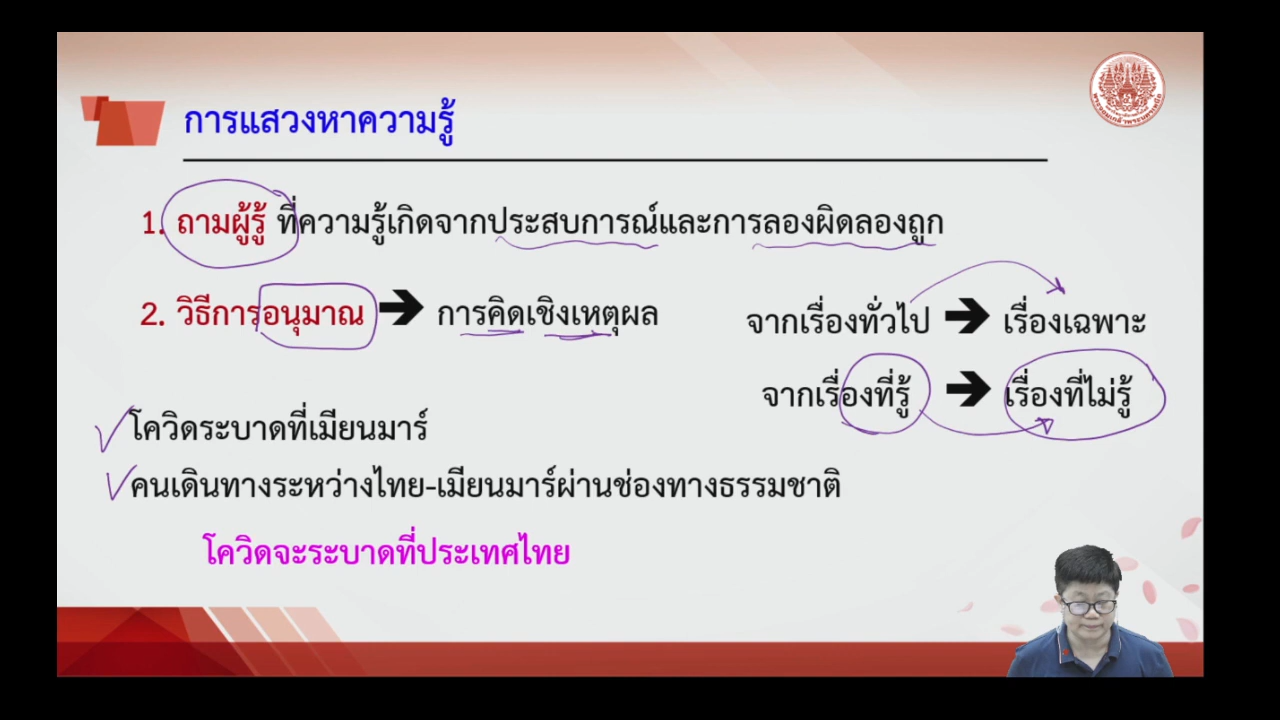 การแสวงหาความรู้
1. ถามผู้รู้ ที่ความรู้เกิดจากประสบการณ์และการลองผิดลองถูก
2. วิธีการอนุมาณ ➔ การคิดเชิงเหตุผล
จากเรื่องทั่วไป ➔ เรื่องเฉพาะ
จากเรื่องที่รู้ ➔ เรื่องที่ไม่รู้
โควิดระบาดที่เมียนมาร์
คนเดินทางระหว่างไทย-เมียนมาร์ผ่านช่องทางธรรมชาติ
โควิดจะระบาดที่ประเทศไทย